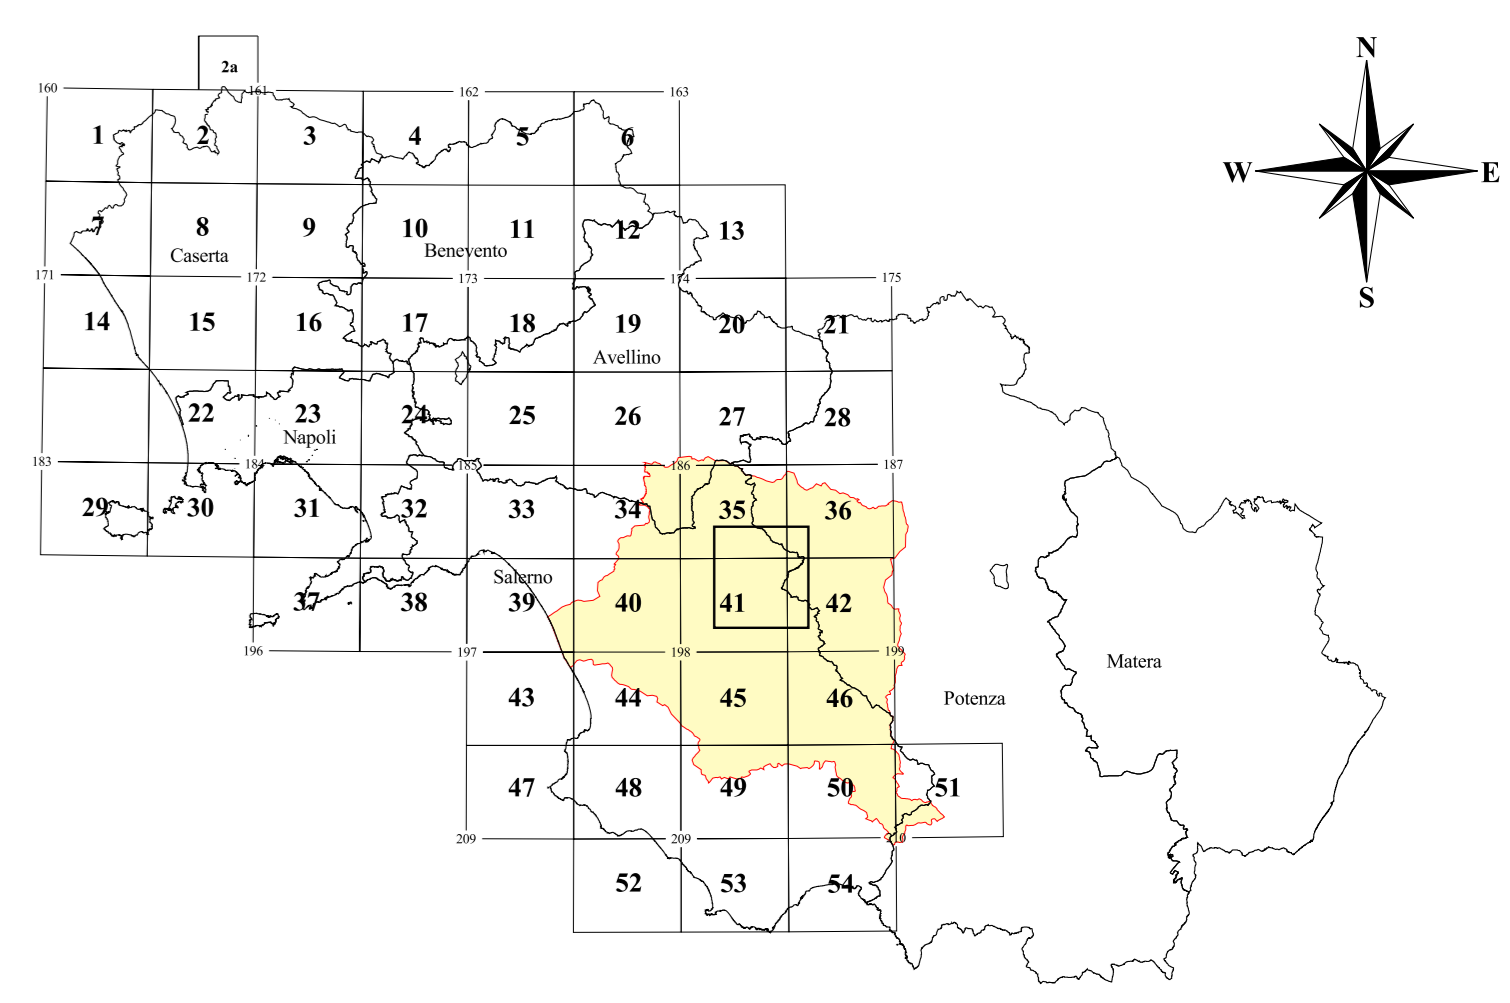 N
2a
160 161 162 163
1 2 3 4 5 6
W E
7 8 9 10 11 12 13
Caserta Benevento
171 172 173 174 175
S
14 15 16 17 18 19 20 21
Avellino
22 23 24 25 26 27 28
Napoli
183 184 185 186 187
29 30 31 32 33 34 35 36
Salerno
37 38 39 40 41 42
196 197 198 199
Matera
43 44 45 46 Potenza
47 48 49 50 51
209 209 210
52 53 54